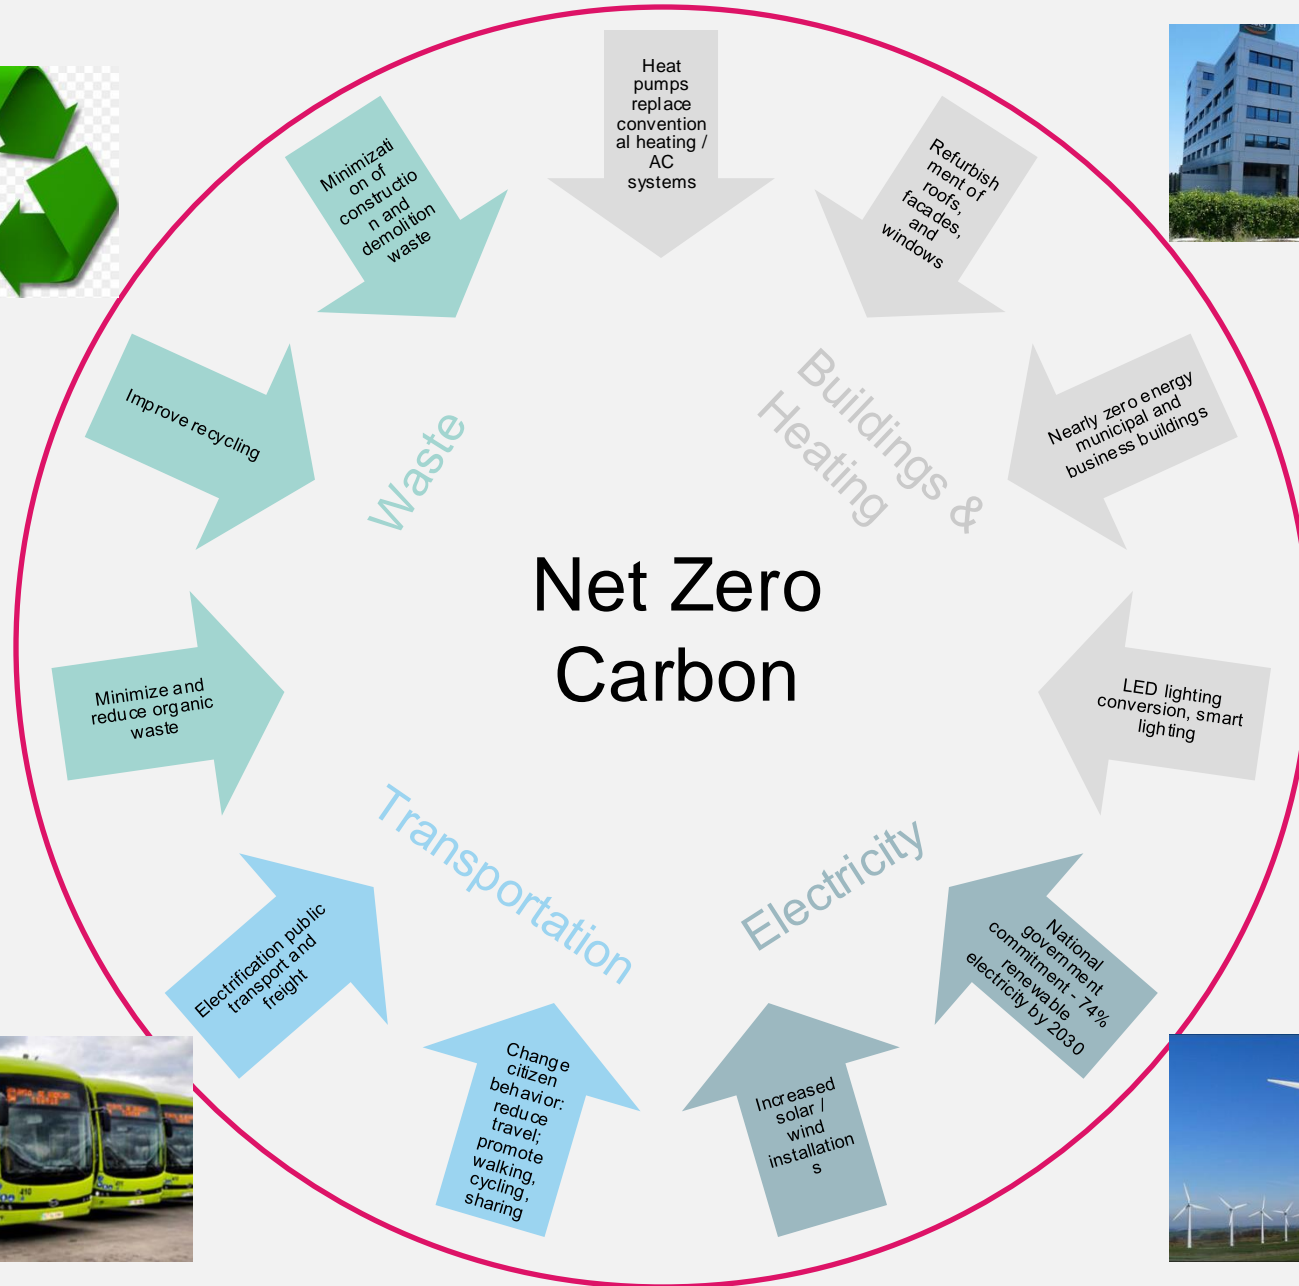 Heat
pumps
replace
convention
al heating /
AC
systems
Refurbish
ment of
roofs,
facades,
and
windows
Nearly zero energy
municipal and
business buildings
LED lighting
conversion, smart
lighting
National
government
commitment - 74%
renewable
electricity by 2030
Increased
solar /
wind
installation
s
Change
citizen
behavior:
reduce
travel;
promote
walking,
cycling,
sharing
Electrification public
transport and
freight
Minimize and
reduce organic
waste
Improve recycling
Minimizati
on of
constructio
n and
demolition
waste
Waste
Buildings &
Heating
Net Zero
Carbon
Transportation
Electricity